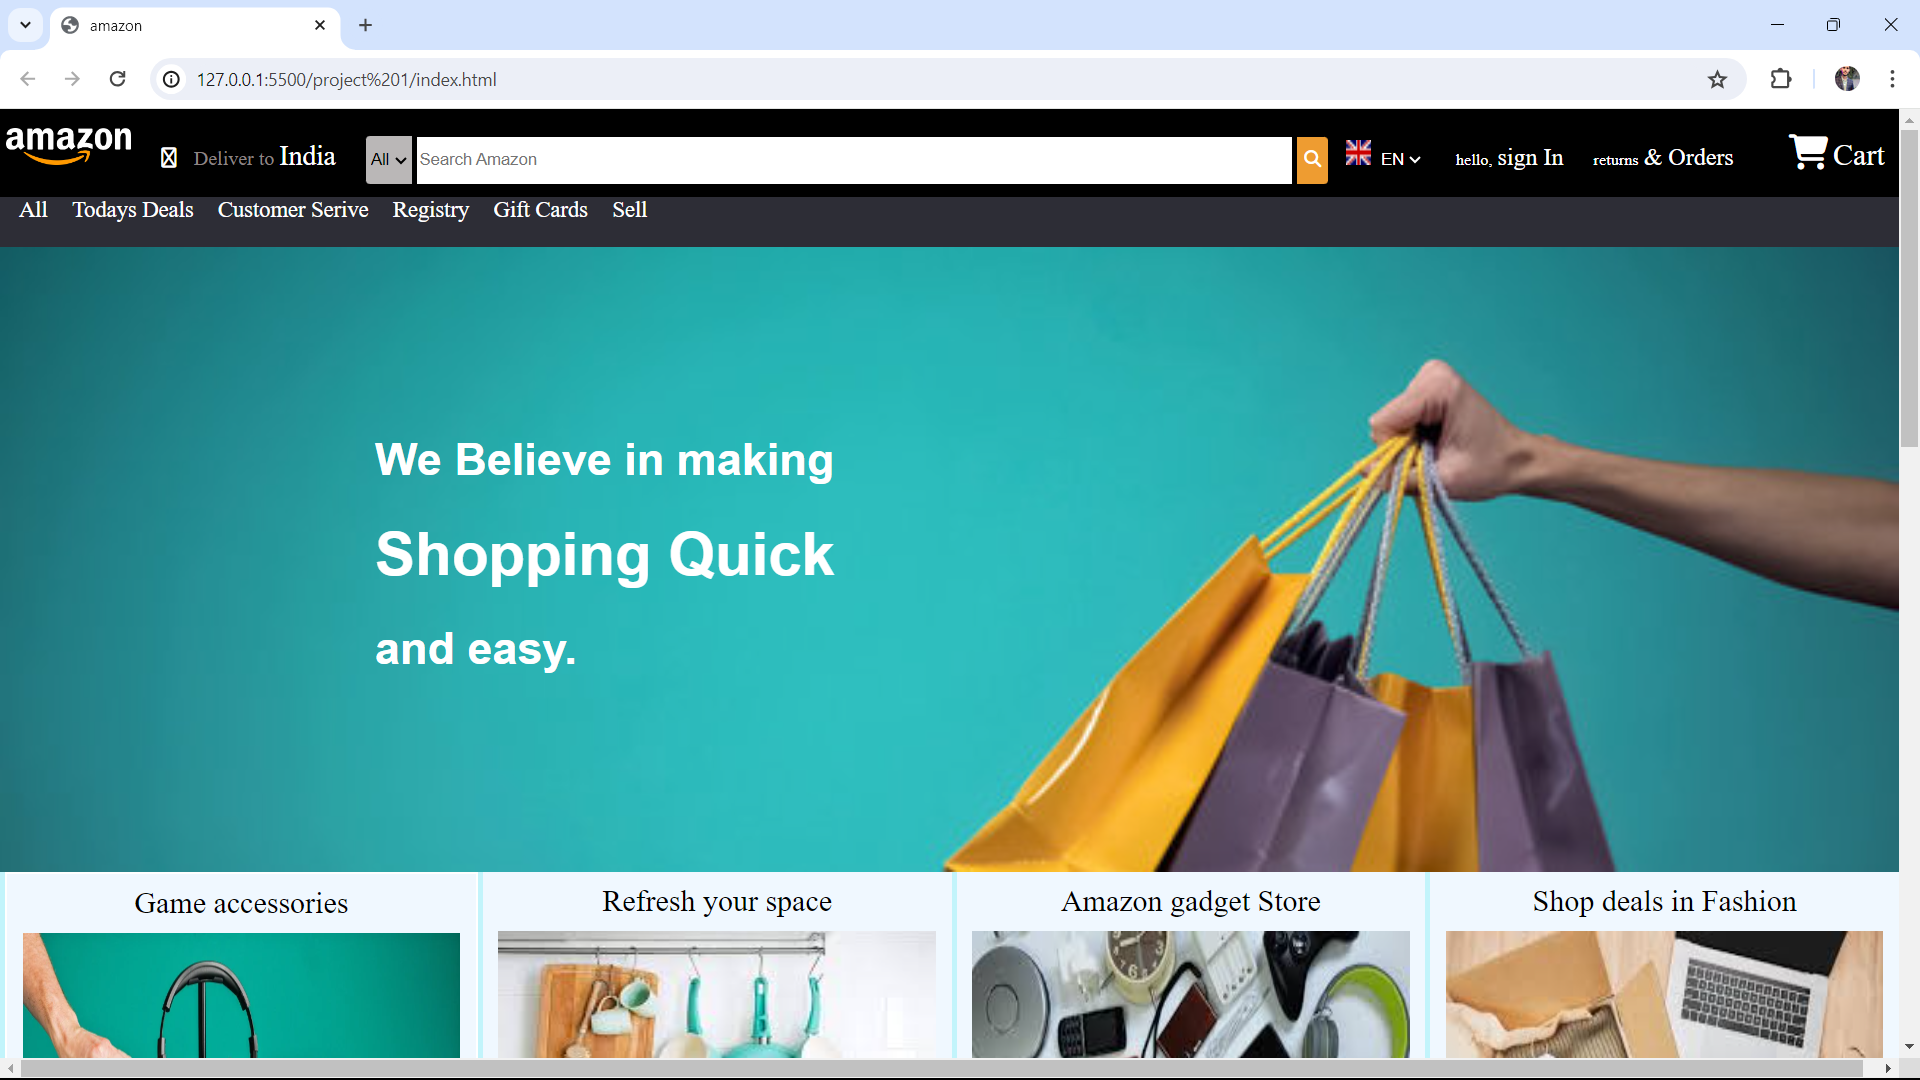 amazon
127.0.0.1:5500/project%201/index.html
amazon
Deliver to India
All
Search Amazon
EN
hello, sign In
returns & Orders
Cart
All Todays Deals Customer Serive Registry Gift Cards Sell
We Believe in making
Shopping Quick
and easy.
Game accessories
Refresh your space
Amazon gadget Store
Shop deals in Fashion